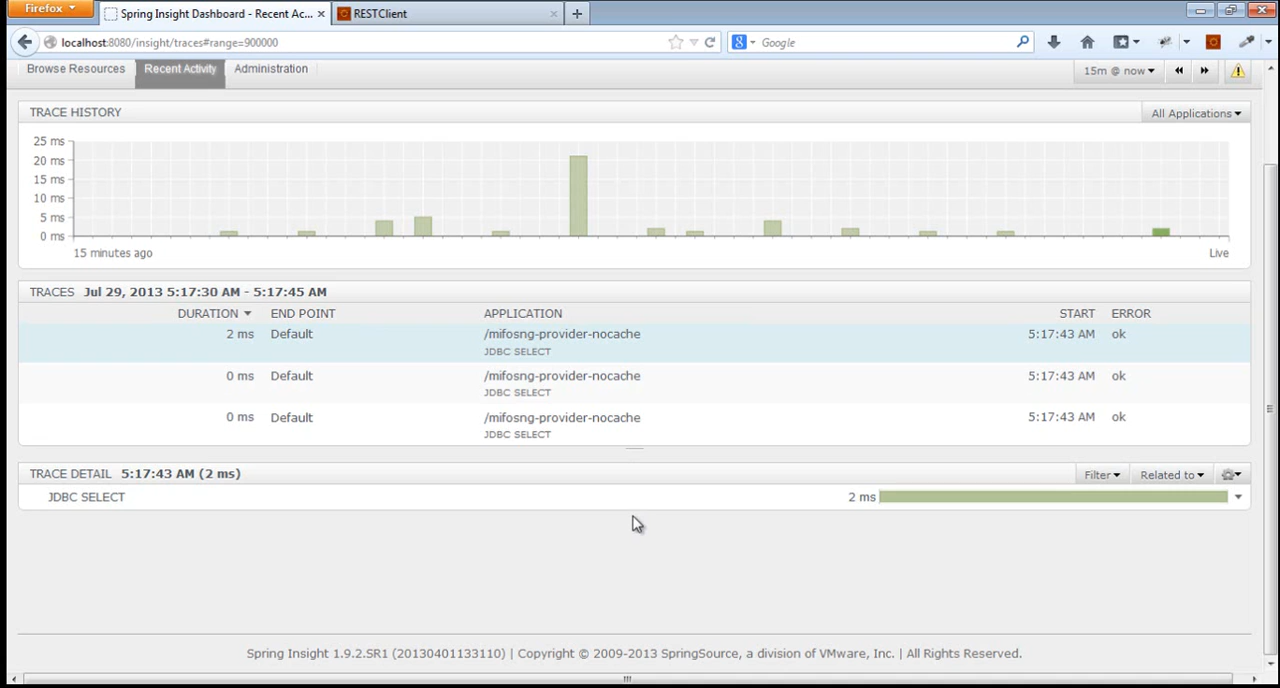 Firefox
Spring Insight Dashboard - Recent Ac...
RESTClient
localhost:8080/insight/traces#range=900000
Google
Browse Resources
Recent Activity
Administration
15m @ now
TRACE HISTORY
All Applications
25 ms
20 ms
15 ms
10 ms
5 ms
0 ms
15 minutes ago
Live
TRACES Jul 29, 2013 5:17:30 AM - 5:17:45 AM
DURATION END POINT APPLICATION START ERROR
2 ms Default /mifosng-provider-nocache 5:17:43 AM ok
JDBC SELECT
0 ms Default /mifosng-provider-nocache 5:17:43 AM ok
JDBC SELECT
0 ms Default /mifosng-provider-nocache 5:17:43 AM ok
JDBC SELECT
TRACE DETAIL 5:17:43 AM (2 ms)
Filter
Related to
JDBC SELECT 2 ms
Spring Insight 1.9.2.SR1 (20130401133110) | Copyright © 2009-2013 SpringSource, a division of VMware, Inc. | All Rights Reserved.